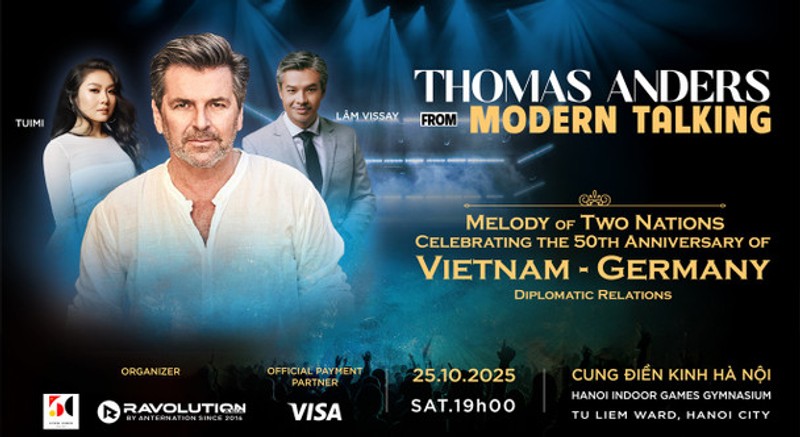 TUIMI
LÂM VISSAY
THOMAS ANDERS
FROM MODERN TALKING
MELODY OF TWO NATIONS
CELEBRATING THE 50TH ANNIVERSARY OF
VIETNAM - GERMANY
DIPLOMATIC RELATIONS
ORGANIZER
50
RAVOLUTION
BY ANTERNATION SINCE 2016
OFFICIAL PAYMENT
PARTNER
VISA
25.10.2025
SAT.19h00
CUNG ĐIỀN KINH HÀ NỘI
HANOI INDOOR GAMES GYMNASIUM
TU LIEM WARD, HANOI CITY